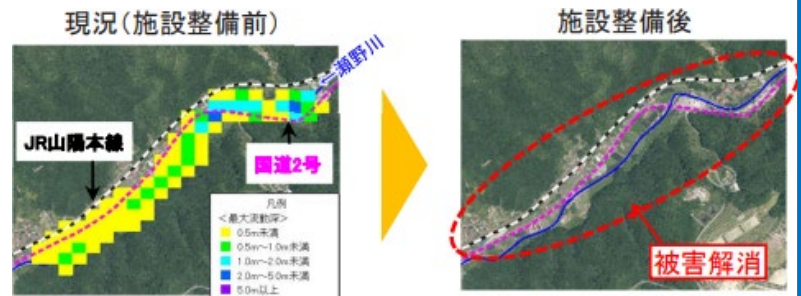 現況(施設整備前)
施設整備後
瀬野川
JR山陽本線
国道2号
凡例
<最大流動深>
0.5m未満
0.5m~1.0m未満
1.0m~2.0m未満
2.0m~5.0m未満
5.0m以上
被害解消